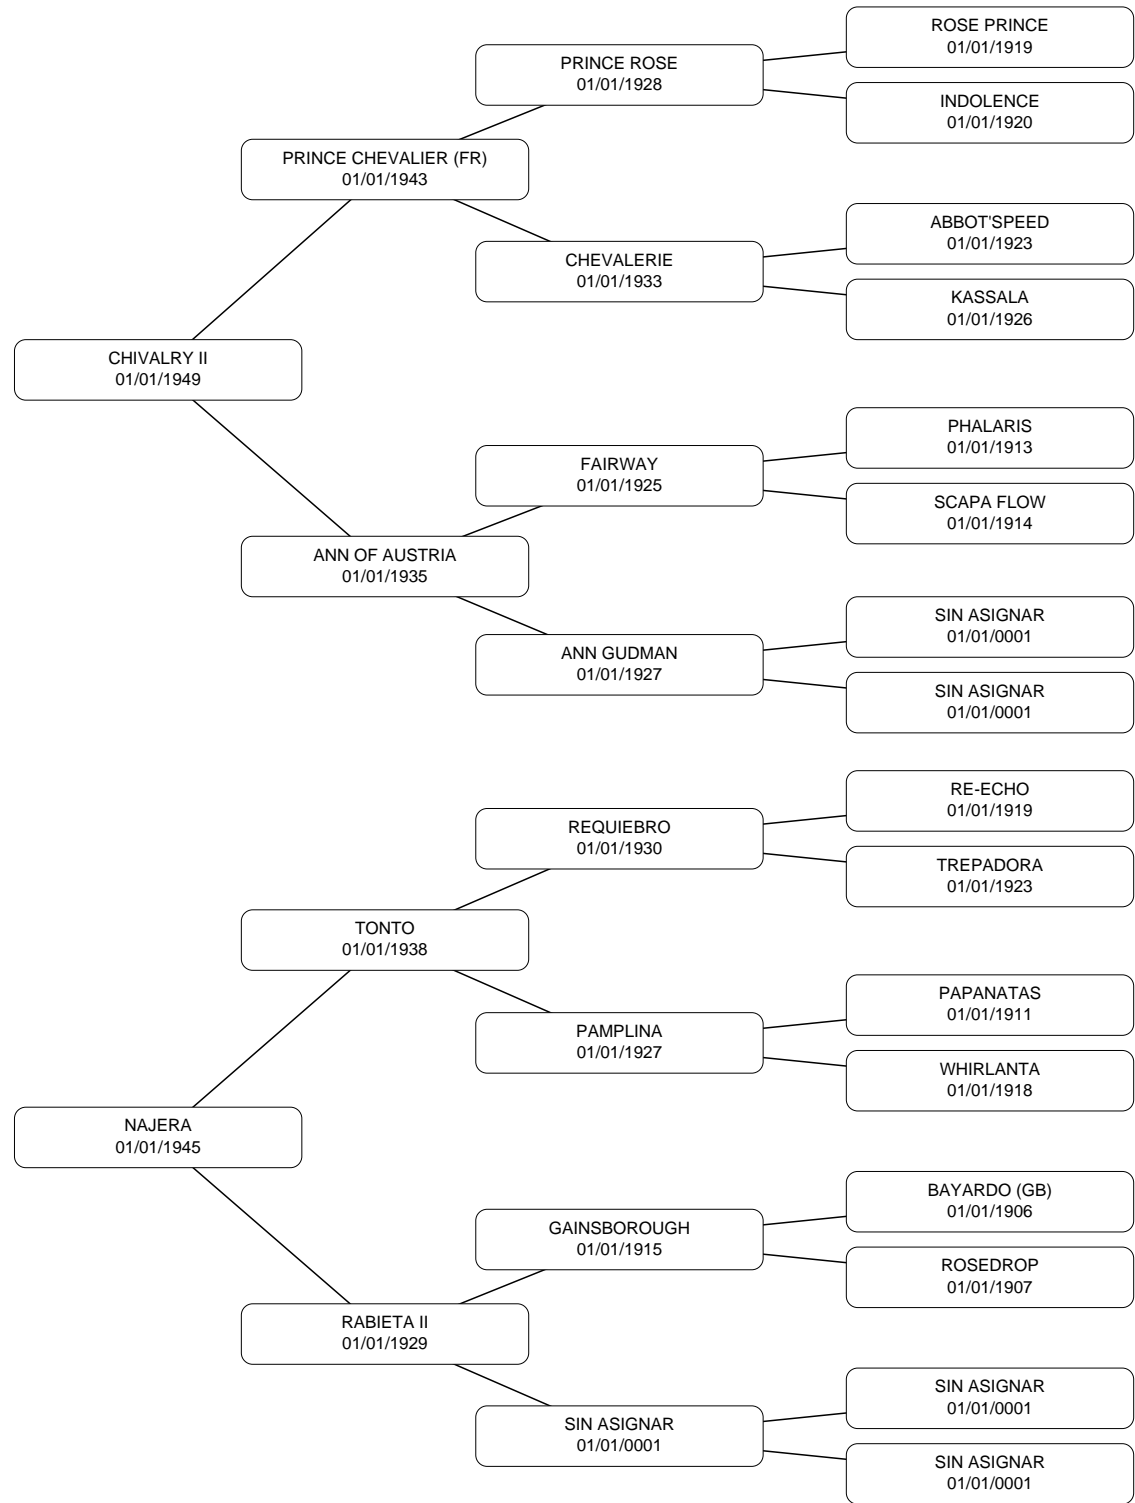 ROSE PRINCE
01/01/1919
PRINCE ROSE
01/01/1928
INDOLENCE
01/01/1920
PRINCE CHEVALIER (FR)
01/01/1943
ABBOT'SPEED
01/01/1923
CHEVALERIE
01/01/1933
KASSALA
01/01/1926
CHIVALRY II
01/01/1949
PHALARIS
01/01/1913
FAIRWAY
01/01/1925
SCAPA FLOW
01/01/1914
ANN OF AUSTRIA
01/01/1935
SIN ASIGNAR
01/01/0001
ANN GUDMAN
01/01/1927
SIN ASIGNAR
01/01/0001
RE-ECHO
01/01/1919
REQUIEBRO
01/01/1930
TREPADORA
01/01/1923
TONTO
01/01/1938
PAPANATAS
01/01/1911
PAMPLINA
01/01/1927
WHIRLANTA
01/01/1918
NAJERA
01/01/1945
BAYARDO (GB)
01/01/1906
GAINSBOROUGH
01/01/1915
ROSEDROP
01/01/1907
RABIETA II
01/01/1929
SIN ASIGNAR
01/01/0001
SIN ASIGNAR
01/01/0001
SIN ASIGNAR
01/01/0001